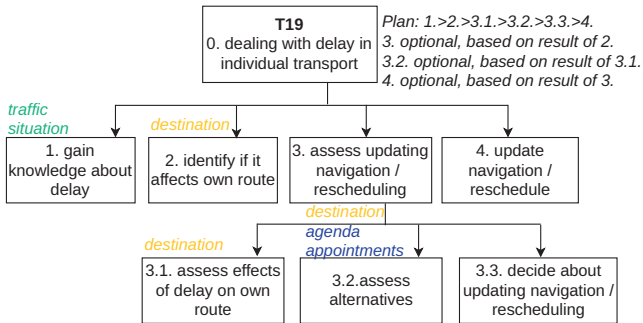 T19
0. dealing with delay in
individual transport
Plan: 1.>2.>3.1.>3.2.>3.3.>4.
3. optional, based on result of 2.
3.2. optional, based on result of 3.1.
4. optional, based on result of 3.
traffic
situation
destination
1. gain
knowledge about
delay
2. identify if it
affects own route
3. assess updating
navigation /
rescheduling
4. update
navigation /
reschedule
destination
destination
agenda
appointments
3.1. assess effects
of delay on own
route
3.2.assess
alternatives
3.3. decide about
updating navigation /
rescheduling